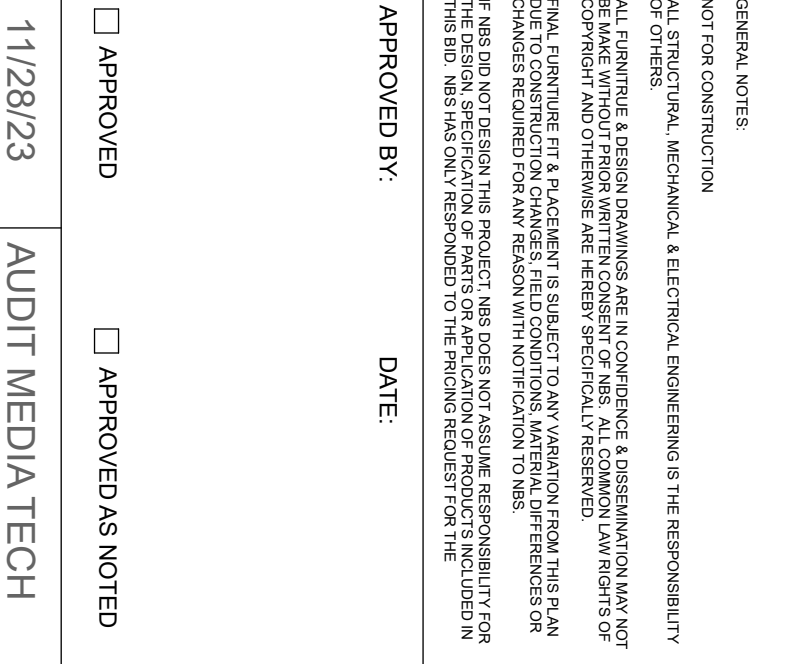 GENERAL NOTES:
NOT FOR CONSTRUCTION
ALL STRUCTURAL, MECHANICAL & ELECTRICAL ENGINEERING IS THE RESPONSIBILITY
OF OTHERS.
ALL FURNITRUE & DESIGN DRAWINGS ARE IN CONFIDENCE & DISSEMINATION MAY NOT
BE MAKE WITHOUT PRIOR WRITTEN CONSENT OF NBS. ALL COMMON LAW RIGHTS OF
COPYRIGHT AND OTHERWISE ARE HEREBY SPECIFICALLY RESERVED.
FINAL FURNTIURE FIT & PLACEMENT IS SUBJECT TO ANY VARIATION FROM THIS PLAN
DUE TO CONSTRUCTION CHANGES, FIELD CONDITIONS, MATERIAL DIFFERENCES OR
CHANGES REQUIRED FOR ANY REASON WITH NOTIFICATION TO NBS.
IF NBS DID NOT DESIGN THIS PROJECT, NBS DOES NOT ASSUME RESPONSIBILITY FOR
THE DESIGN, SPECIFICATION OF PARTS OR APPLICATION OF PRODUCTS INCLUDED IN
THIS BID. NBS HAS ONLY RESPONDED TO THE PRICING REQUEST FOR THE
APPROVED BY: DATE:
APPROVED APPROVED AS NOTED
11/28/23 AUDIT MEDIA TECH